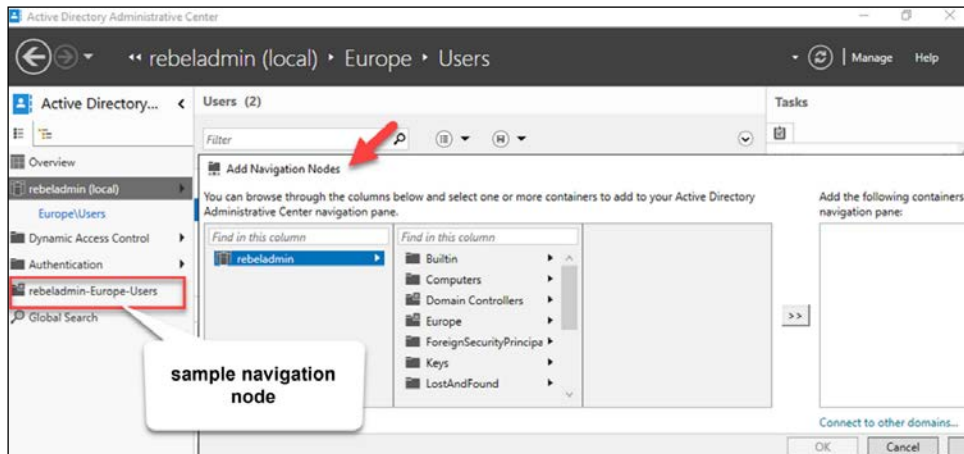 Active Directory Administrative Center
rebeladmin (local) • Europe • Users
Manage Help
Active Directory...
Users (2)
Tasks
Filter
Overview
Add Navigation Nodes
rebeladmin (local)
You can browse through the columns below and select one or more containers to add to your Active Directory
Administrative Center navigation pane.
Add the following containers
navigation pane:
Europe\Users
Find in this column
Find in this column
Dynamic Access Control
rebeladmin
Builtin
Authentication
Computers
rebeladmin-Europe-Users
Domain Controllers
Global Search
Europe
>>
ForeignSecurityPrincipa
Keys
LostAndFound
sample navigation
node
Connect to other domains...
OK
Cancel